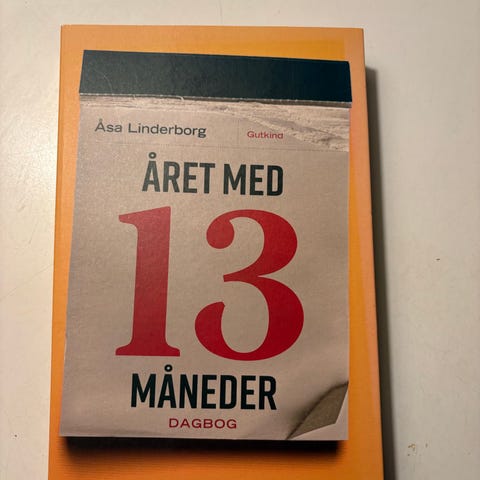 Åsa Linderborg
Gutkind
ÅRET MED
13
MÅNEDER
DAGBOG